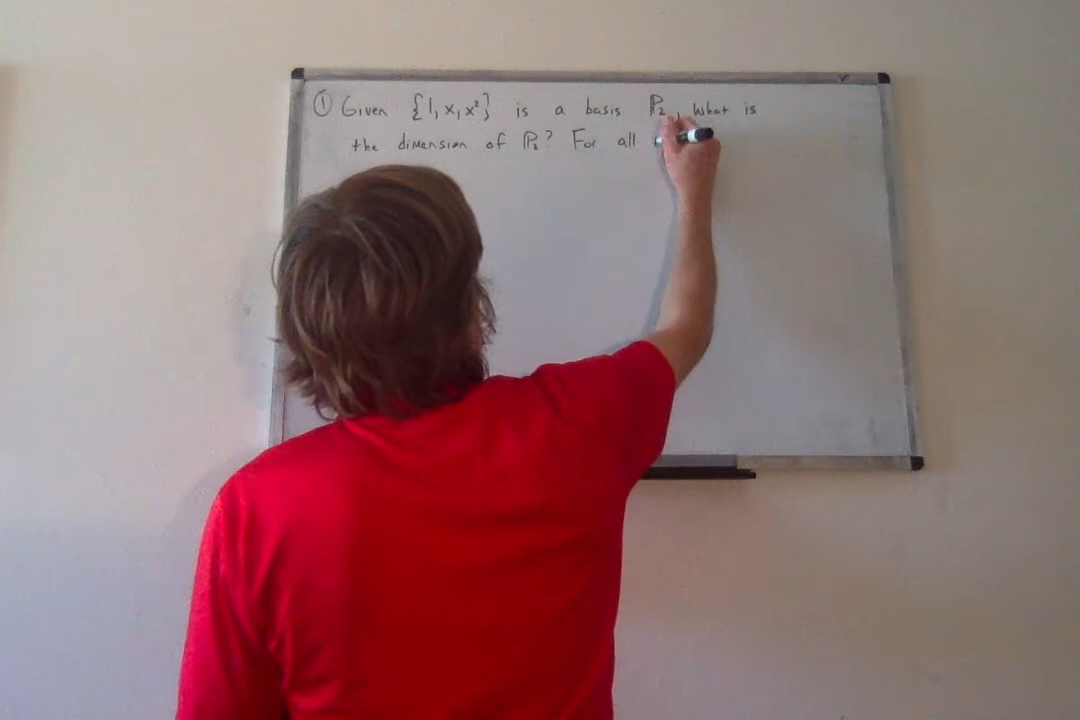 ① Given {1, x, x²} is a basis ℙ₂, What is
the dimension of ℙ₂? For all